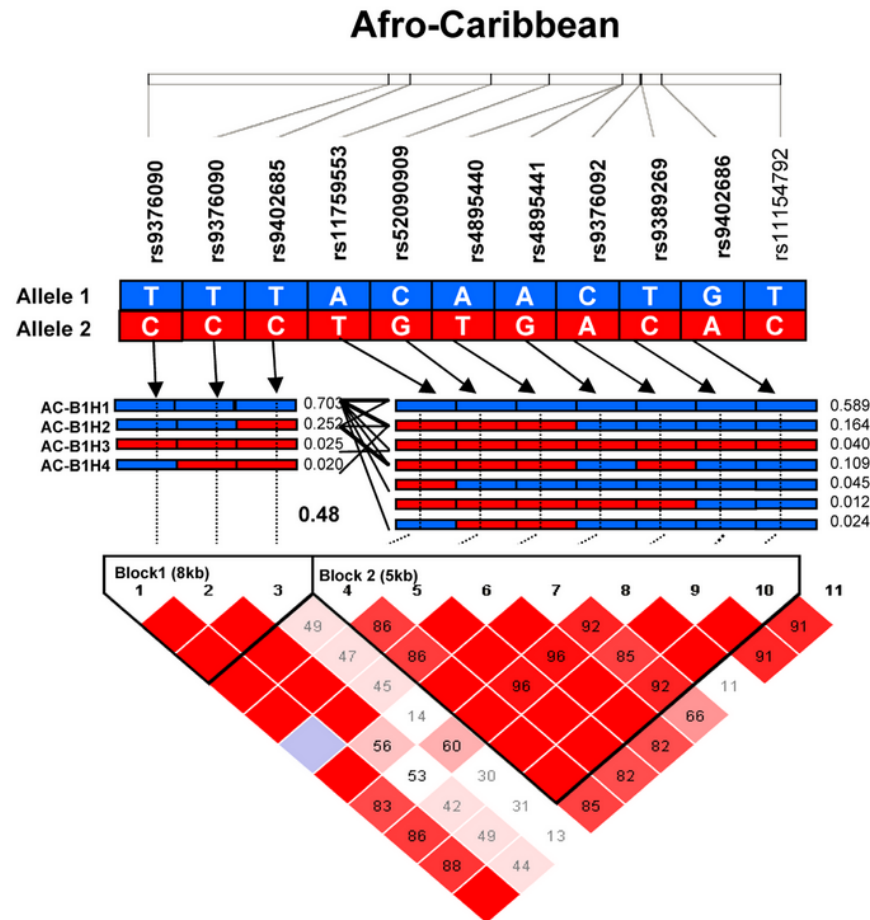 Afro-Caribbean
rs9376090 rs9376090 rs9402685 rs11759553 rs52090909 rs4895440 rs4895441 rs9376092 rs9389269 rs9402686 rs11154792
Allele 1 T T T A C A A C T G T
Allele 2 C C C T G T G A C A C
AC-B1H1 0.703 0.589
AC-B1H2 0.252 0.164
AC-B1H3 0.025 0.040
AC-B1H4 0.020 0.109
0.045
0.48 0.012
0.024
Block1 (8kb) Block 2 (5kb)
1 2 3 4 5 6 7 8 9 10 11
49 86 92 91
47 86 96 85 91
45 96 92 11
14 66
56 60 82
53 30 82
83 42 31 85
86 49 13
88 44